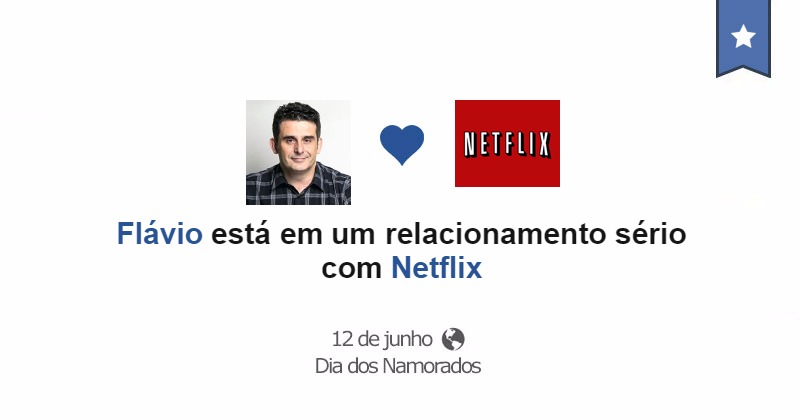 NETFLIX
Flávio está em um relacionamento sério
com Netflix
12 de junho
Dia dos Namorados